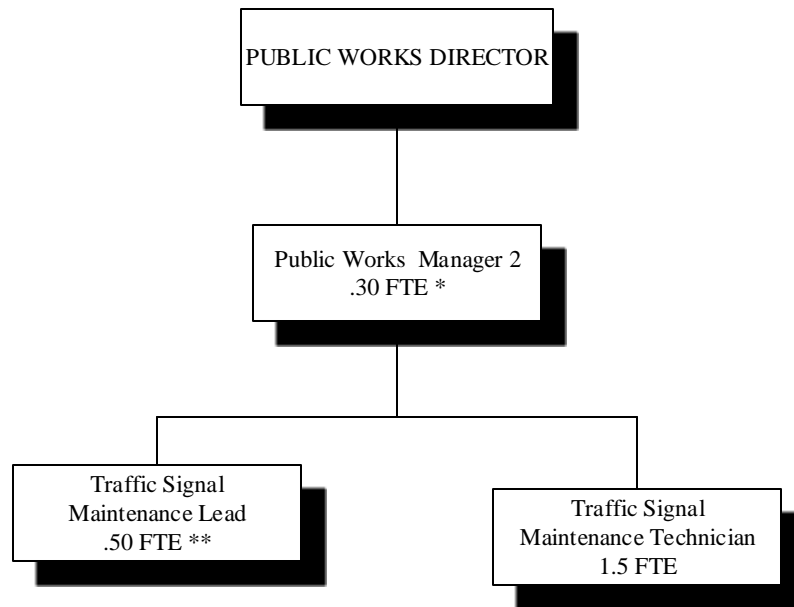 PUBLIC WORKS DIRECTOR
Public Works Manager 2
.30 FTE *
Traffic Signal
Maintenance Lead
.50 FTE **
Traffic Signal
Maintenance Technician
1.5 FTE